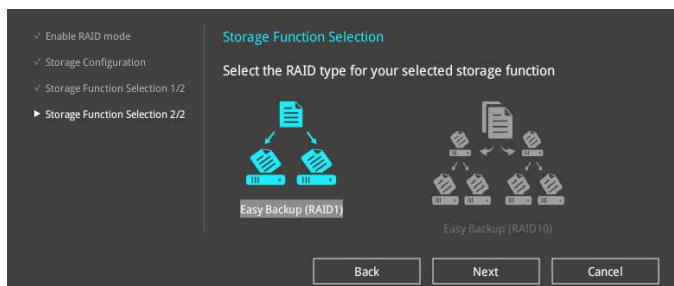 ✓ Enable RAID mode
✓ Storage Configuration
✓ Storage Function Selection 1/2
▶ Storage Function Selection 2/2
Storage Function Selection
Select the RAID type for your selected storage function
Easy Backup (RAID1)
Easy Backup (RAID10)
Back
Next
Cancel